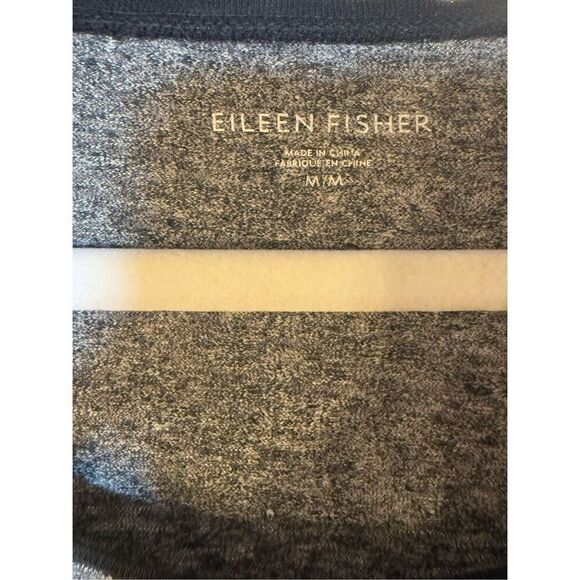 EILEEN FISHER
MADE IN CHINA
FABRIQUE EN CHINE
M/M